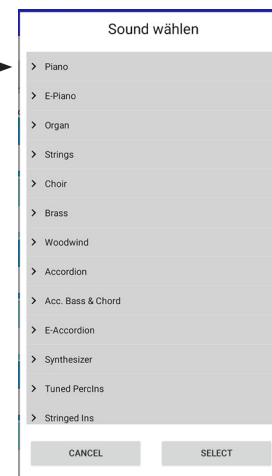 Sound wählen
Piano
E-Piano
Organ
Strings
Choir
Brass
Woodwind
Accordion
Acc. Bass & Chord
E-Accordion
Synthesizer
Tuned PercIns
Stringed Ins
CANCEL SELECT